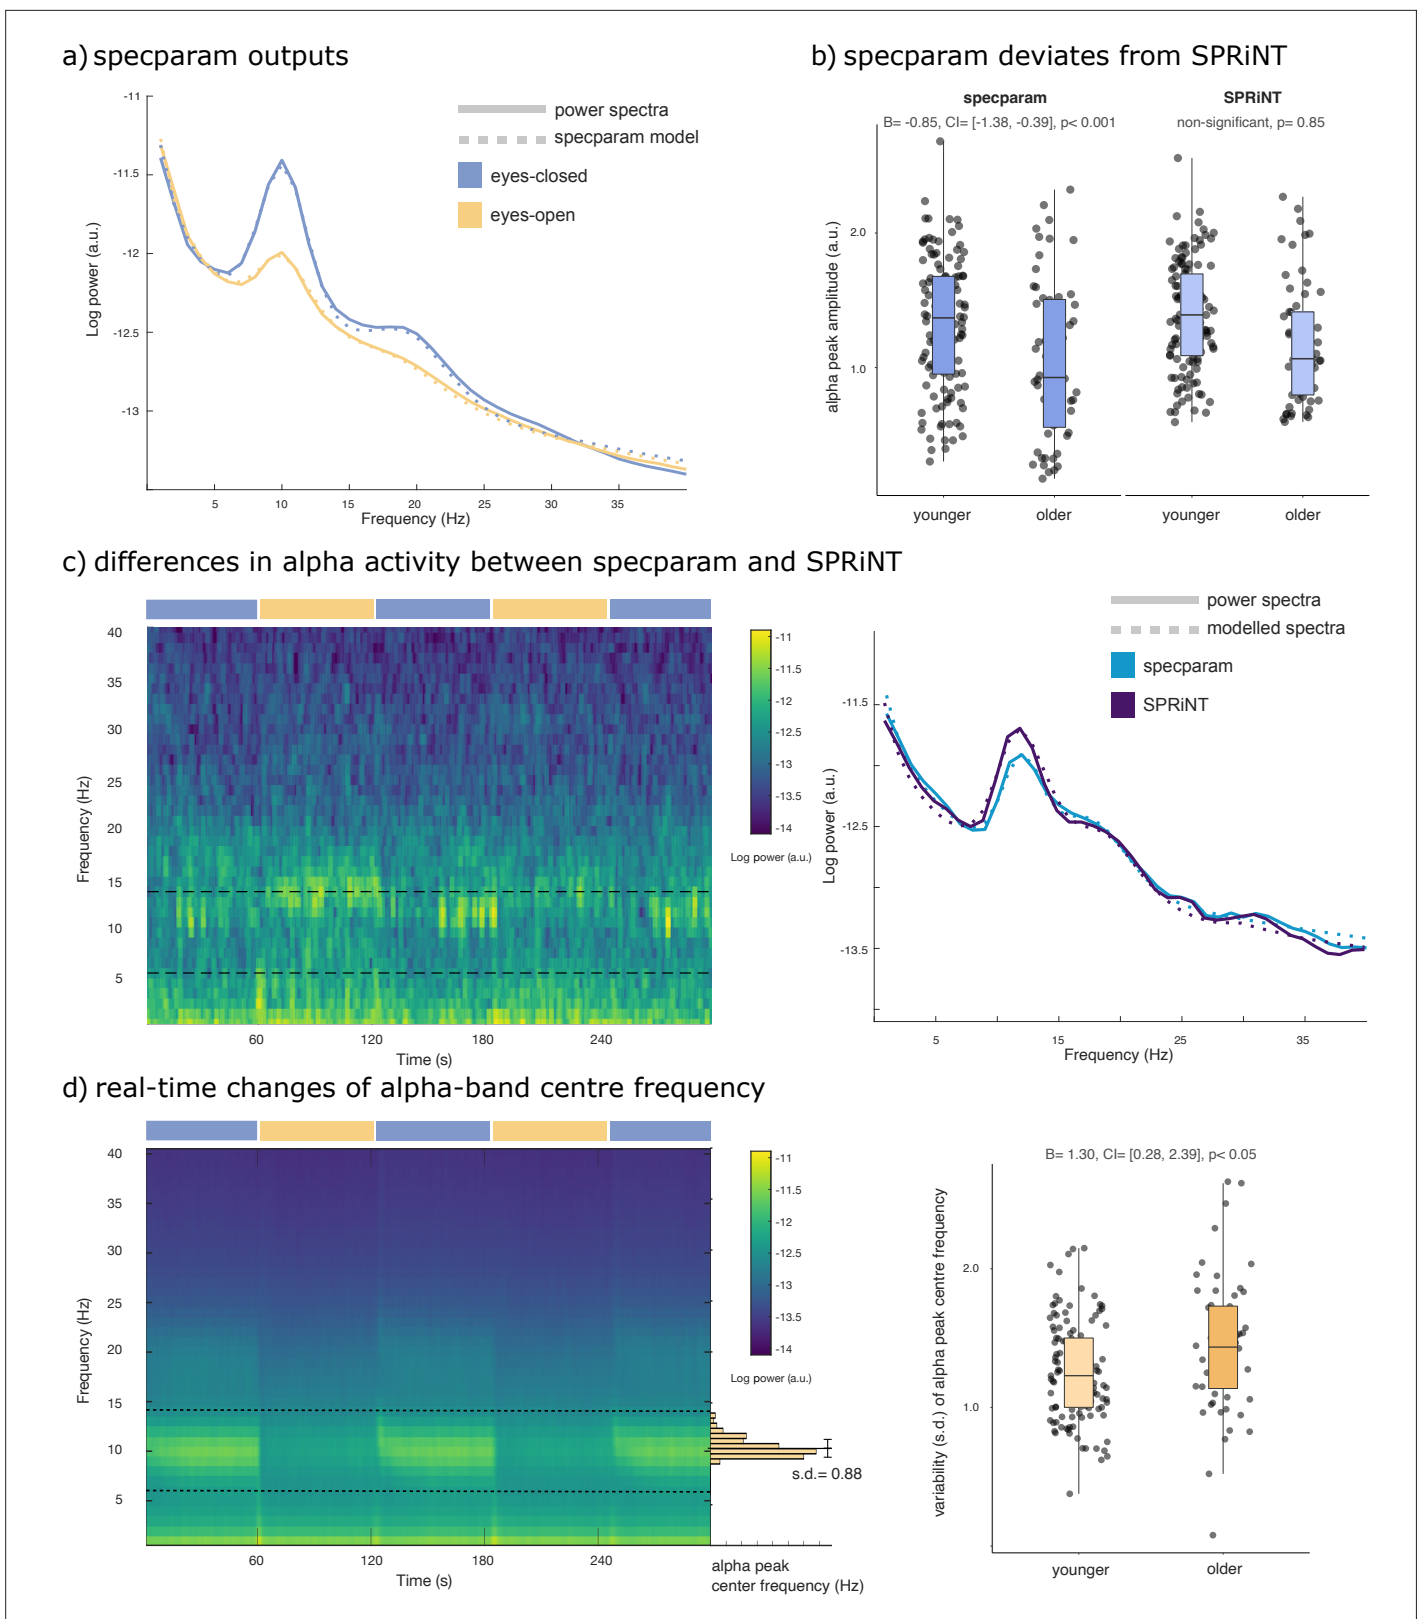 a) specparam outputs
-11
-11.5
-12
-12.5
-13
Log power (a.u.)
5 10 15 20 25 30 35
Frequency (Hz)
power spectra
specparam model
eyes-closed
eyes-open
b) specparam deviates from SPRiNT
specparam SPRiNT
B= -0.85, CI= [-1.38, -0.39], p< 0.001 non-significant, p= 0.85
alpha peak amplitude (a.u.)
2.0
1.0
younger older younger older
c) differences in alpha activity between specparam and SPRiNT
40
35
30
25
20
15
10
5
Frequency (Hz)
60 120 180 240
Time (s)
-11
-11.5
-12
-12.5
-13
-13.5
-14
Log power (a.u.)
power spectra
modelled spectra
specparam
SPRiNT
-11.5
-12.5
-13.5
Log power (a.u.)
5 15 25 35
Frequency (Hz)
d) real-time changes of alpha-band centre frequency
40
35
30
25
20
15
10
5
Frequency (Hz)
60 120 180 240
Time (s)
-11
-11.5
-12
-12.5
-13
-13.5
-14
Log power (a.u.)
s.d.= 0.88
alpha peak
center frequency (Hz)
B= 1.30, CI= [0.28, 2.39], p< 0.05
variability (s.d.) of alpha peak centre frequency
2.0
1.0
younger older